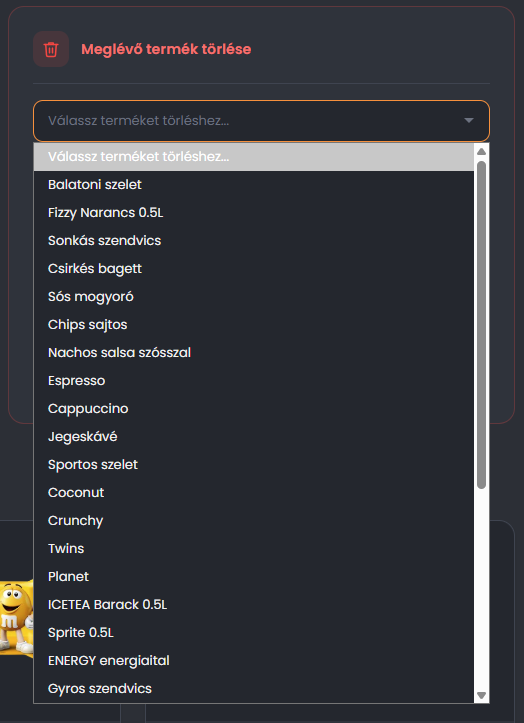 Meglévő termék törlése
Válassz terméket törléshez...
Válassz terméket törléshez...
Balatoni szelet
Fizzy Narancs 0.5L
Sonkás szendvics
Csirkés bagett
Sós mogyoró
Chips sajtos
Nachos salsa szósszal
Espresso
Cappuccino
Jegeskávé
Sportos szelet
Coconut
Crunchy
Twins
Planet
ICETEA Barack 0.5L
Sprite 0.5L
ENERGY energiaital
Gyros szendvics
m